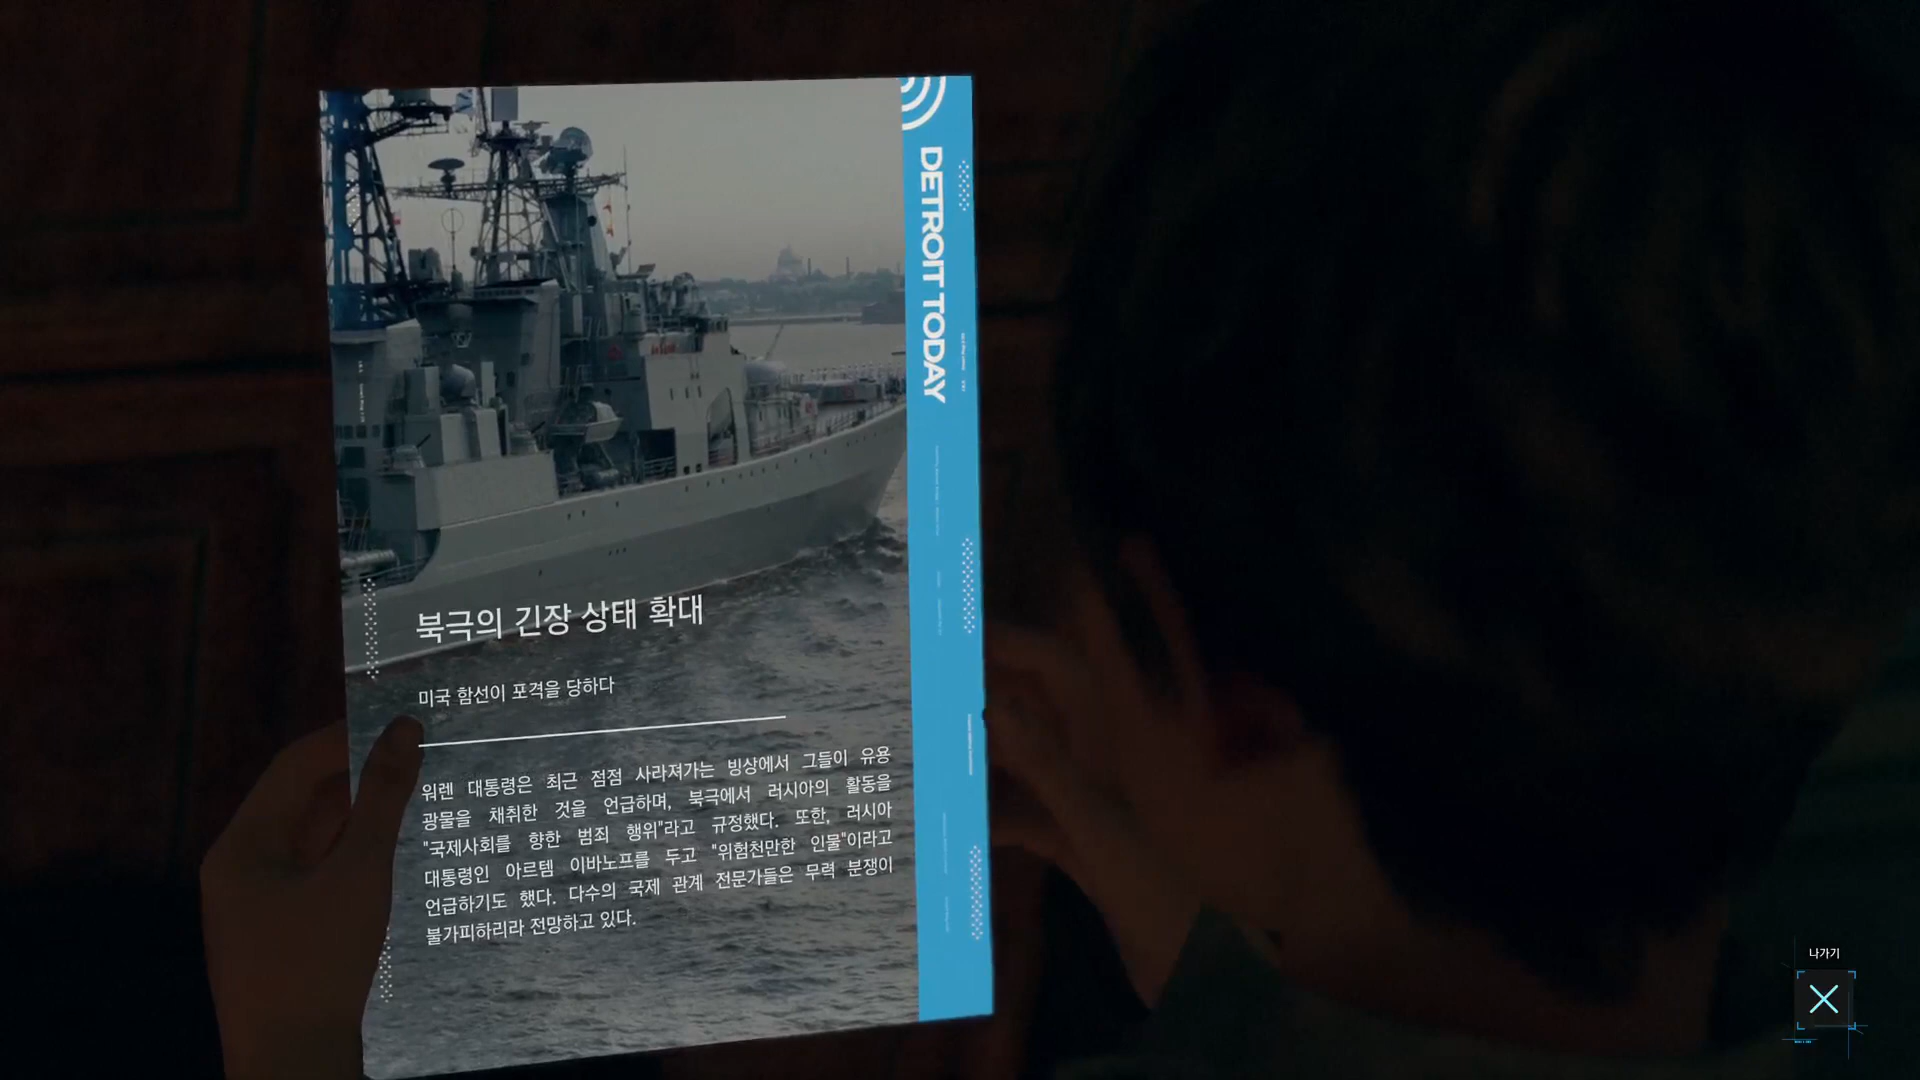 DETROIT TODAY
북극의 긴장 상태 확대
미국 함선이 포격을 당하다
워렌 대통령은 최근 점점 사라져가는 빙상에서 그들이 유용
광물을 채취한 것을 언급하며, 북극에서 러시아의 활동을
"국제사회를 향한 범죄 행위"라고 규정했다. 또한, 러시아
대통령인 아르템 이바노프를 두고 "위험천만한 인물"이라고
언급하기도 했다. 다수의 국제 관계 전문가들은 무력 분쟁이
불가피하리라 전망하고 있다.
나가기